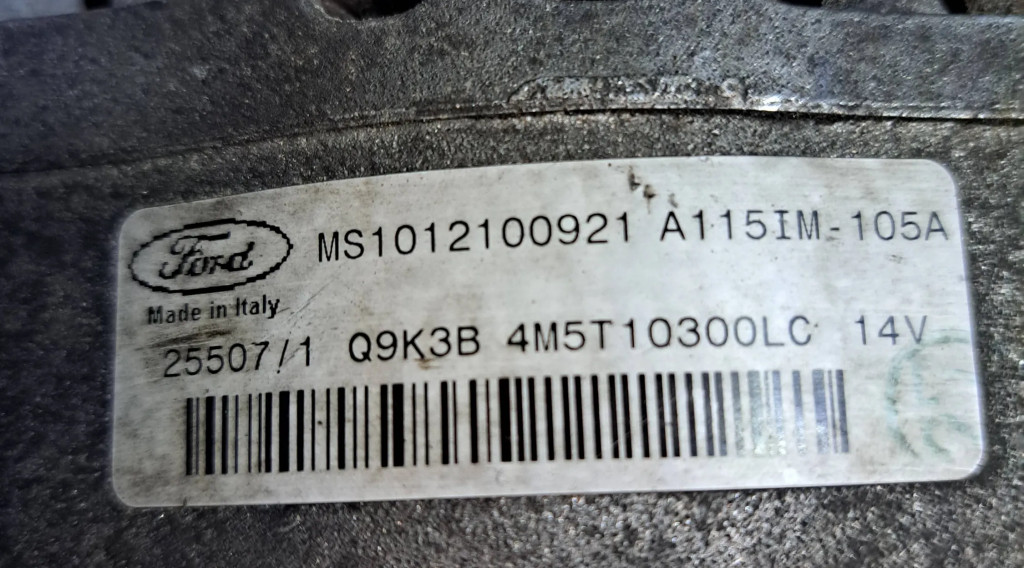 Ford MS1012100921 A115IM-105A
Made in Italy
25507/1 Q9K3B 4M5T10300LC 14V